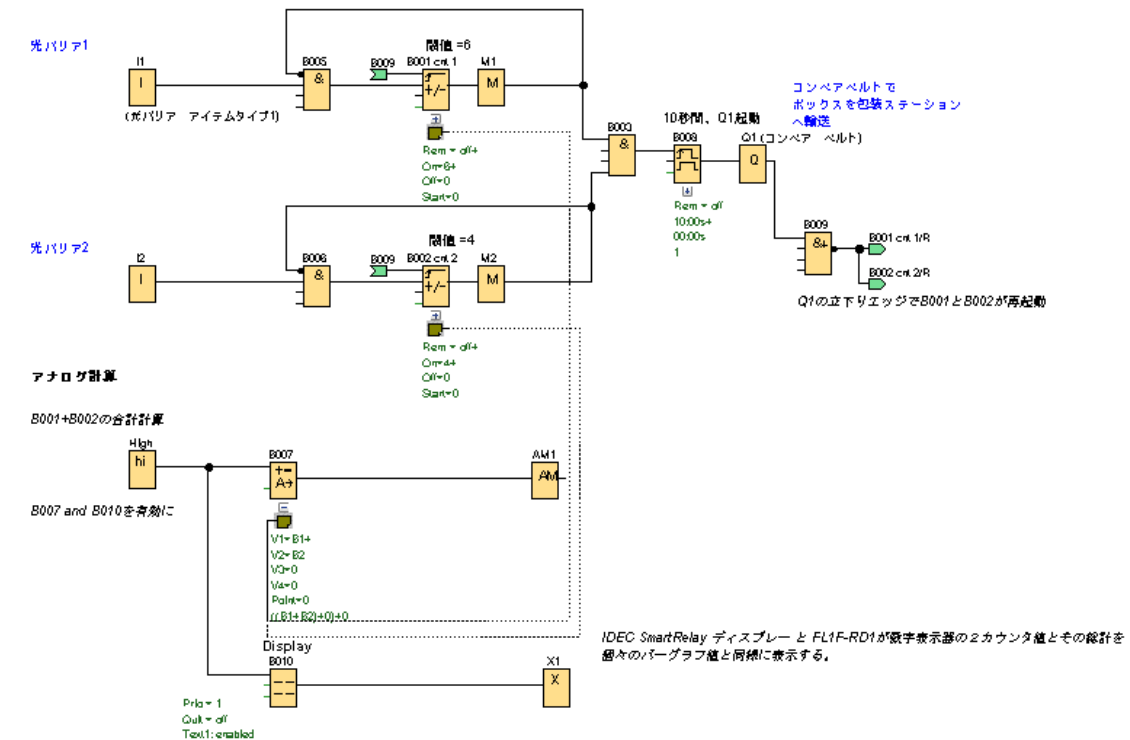 光バリア1
I1
I
(光バリア アイテムタイプ1)
B005
&
B009
閾値 =6
B001 cnt 1
+/-
M1
M
Rem = off+
On=6+
Off=0
Start=0
B003
&
10秒間、Q1起動
B008
Rem = off
10:00s+
00:00s
1
コンベアベルトで
ボックスを包装ステーション
へ輸送
Q1 (コンベア ベルト)
Q
B009
&↓
B001 cnt 1/R
B002 cnt 2/R
Q1の立下りエッジでB001とB002が再起動
光バリア2
I2
I
B006
&
B009
閾値 =4
B002 cnt 2
+/-
M2
M
Rem = off+
On=4+
Off=0
Start=0
アナログ計算
B001+B002の合計計算
High
hi
B007 and B010を有効に
B007
+=
A→
V1=B1+
V2=B2
V3=0
V4=0
Point=0
((B1+B2)+0)+0
AM1
AM
Display
B010
Prio = 1
Quit = off
Text1: enabled
X1
X
IDEC SmartRelay ディスプレー と FL1F-RD1が数字表示器の２カウンタ値とその総計を
個々のバーグラフ値と同様に表示する。